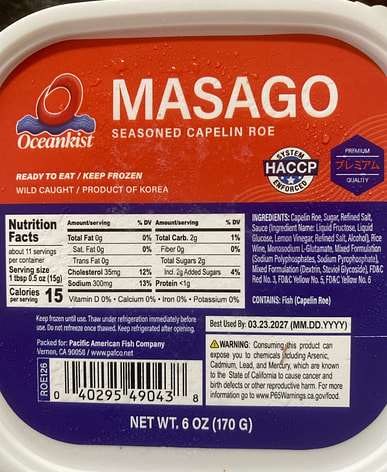 MASAGO
SEASONED CAPELIN ROE
Oceankist
READY TO EAT / KEEP FROZEN
WILD CAUGHT / PRODUCT OF KOREA
SYSTEM
HACCP
ENFORCED
PREMIUM
プレミアム
QUALITY
Nutrition
Facts
about 11 servings
per container
Serving size
1 tbsp 0.5 oz (15g)
Calories 15
per serving
Amount/serving % DV Amount/serving % DV
Total Fat 0g 0% Total Carb. 2g 1%
Sat. Fat 0g 0% Fiber 0g 0%
Trans Fat 0g Total Sugars 2g
Cholesterol 35mg 12% Incl. 2g Added Sugars 4%
Sodium 300mg 13% Protein <1g
Vitamin D 0% • Calcium 0% • Iron 0% • Potassium 0%
INGREDIENTS: Capelin Roe, Sugar, Refined Salt,
Sauce (Ingredient Name: Liquid Fructose, Liquid
Glucose, Lemon Vinegar, Refined Salt, Alcohol), Rice
Wine, Monosodium L-Glutamate, Mixed Formulation
(Sodium Polyphosphates, Sodium Pyrophosphate),
Mixed Formulation (Dextrin, Steviol Glycoside), FD&C
Red No. 3, FD&C Yellow No. 5, FD&C Yellow No. 6
CONTAINS: Fish (Capelin Roe)
Keep frozen until use. Thaw under refrigeration immediately before
use. Do not refreeze once thawed. Keep refrigerated after opening.
Packed for: Pacific American Fish Company
Vernon, CA 90058 / www.pafco.net
ROE126
0 40295 49043 8
Best Used By: 03.23.2027 (MM.DD.YYYY)
⚠WARNING: Consuming this product can
expose you to chemicals including Arsenic,
Cadmium, Lead, and Mercury, which are known
to the State of California to cause cancer and
birth defects or other reproductive harm. For more
information go to www.P65Warnings.ca.gov/food.
NET WT. 6 OZ (170 G)